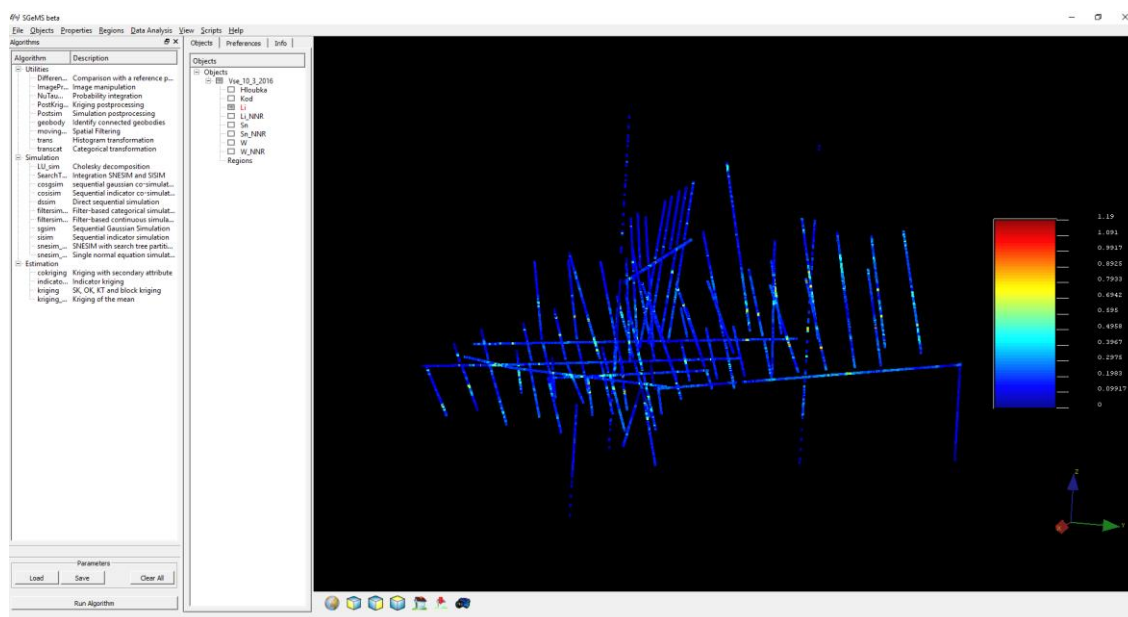 SGeMS beta
File Objects Properties Regions Data Analysis View Scripts Help
Algorithms
Algorithm Description
Utilities
Differen... Comparison with a reference p...
ImagePr... Image manipulation
NuTau... Probability integration
PostKrig... Kriging postprocessing
Postsim Simulation postprocessing
geobody Identify connected geobodies
moving... Spatial Filtering
trans Histogram transformation
transcat Categorical transformation
Simulation
LU_sim Cholesky decomposition
SearchT... Integration SNESIM and SISIM
cosgsim sequential gaussian co-simulat...
cosisim Sequential indicator co-simulat...
dssim Direct sequential simulation
filtersim... Filter-based categorical simulat...
filtersim... Filter-based continuous simula...
sgsim Sequential Gaussian Simulation
sisim Sequential indicator simulation
snesim_... SNESIM with search tree partiti...
snesim_... Single normal equation simulat...
Estimation
cokriging Kriging with secondary attribute
indicato... Indicator kriging
kriging SK, OK, KT and block kriging
kriging_... Kriging of the mean
Parameters
Load Save Clear All
Run Algorithm
Objects Preferences Info
Objects
Objects
Vse_10_3_2016
Hloubka
Kod
Li
Li_NNR
Sn
Sn_NNR
W
W_NNR
Regions
1.19
1.091
0.9917
0.8925
0.7933
0.6942
0.595
0.4958
0.3967
0.2975
0.1983
0.09917
0
Z
Y